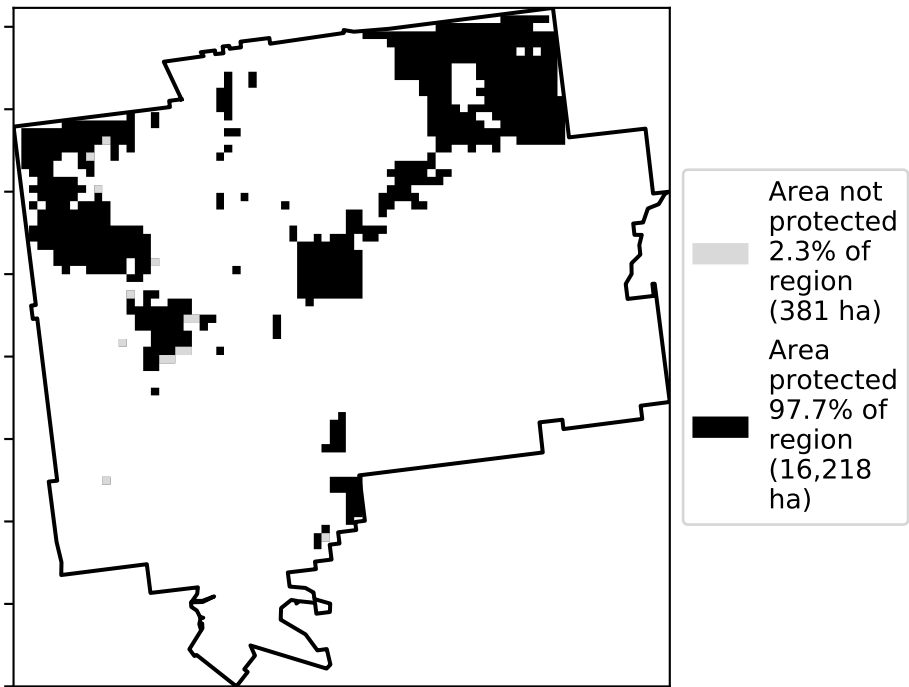 Area not
protected
2.3% of
region
(381 ha)
Area
protected
97.7% of
region
(16,218
ha)